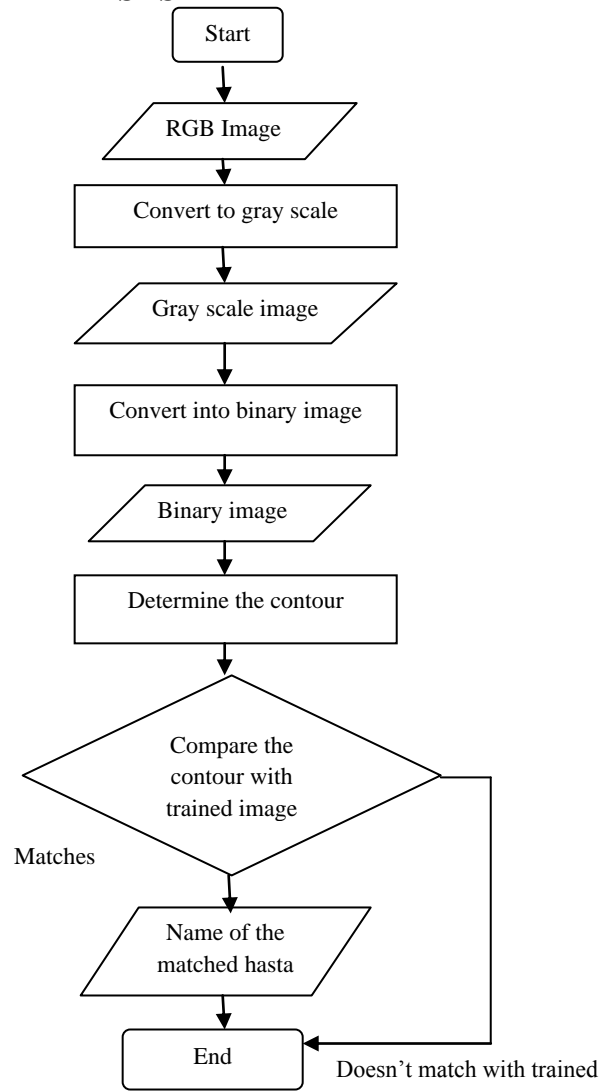 Start
RGB Image
Convert to gray scale
Gray scale image
Convert into binary image
Binary image
Determine the contour
Compare the
contour with
trained image
Matches
Name of the
matched hasta
End
Doesn’t match with trained